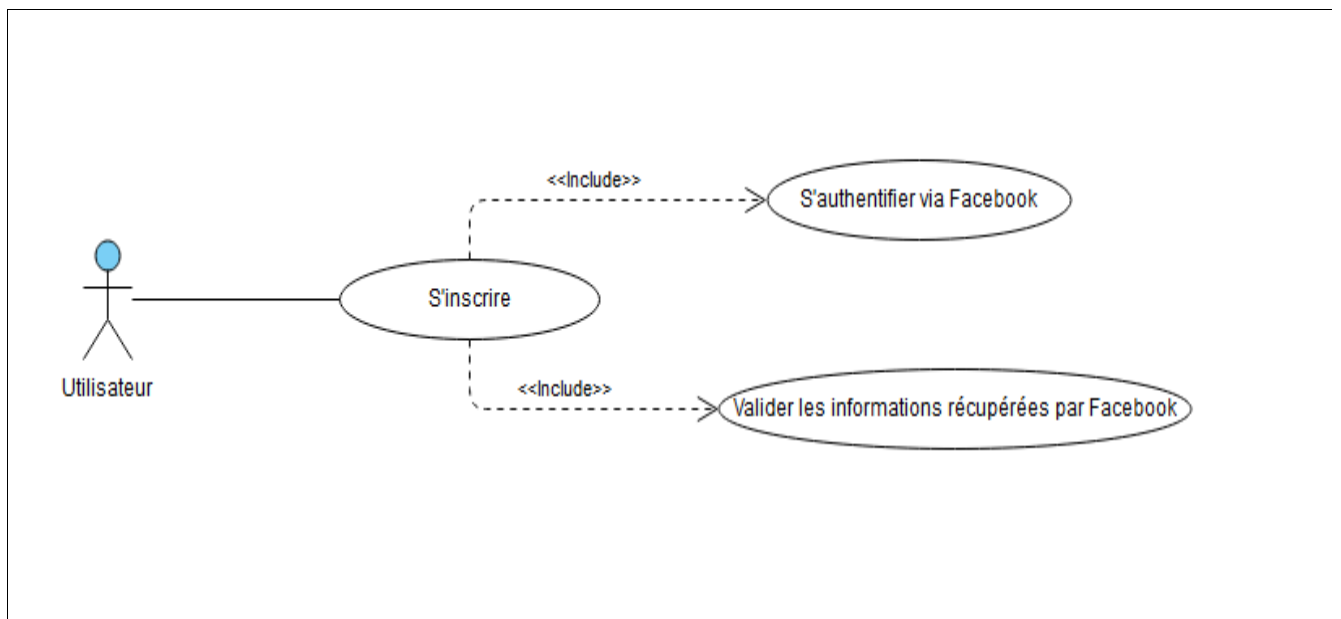 <<Include>>
S'authentifier via Facebook
S'inscrire
Utilisateur
<<Include>>
Valider les informations récupérées par Facebook